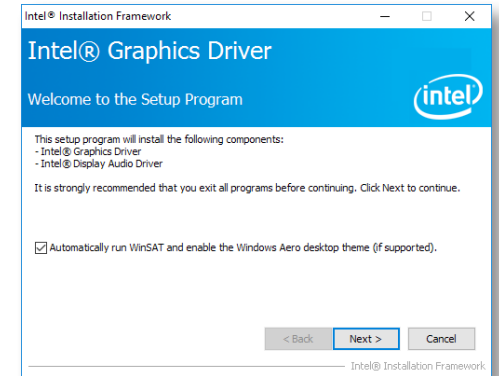 Intel® Installation Framework
Intel® Graphics Driver
Welcome to the Setup Program
intel
This setup program will install the following components:
- Intel® Graphics Driver
- Intel® Display Audio Driver
It is strongly recommended that you exit all programs before continuing. Click Next to continue.
Automatically run WinSAT and enable the Windows Aero desktop theme (if supported).
< Back Next > Cancel
Intel® Installation Framework